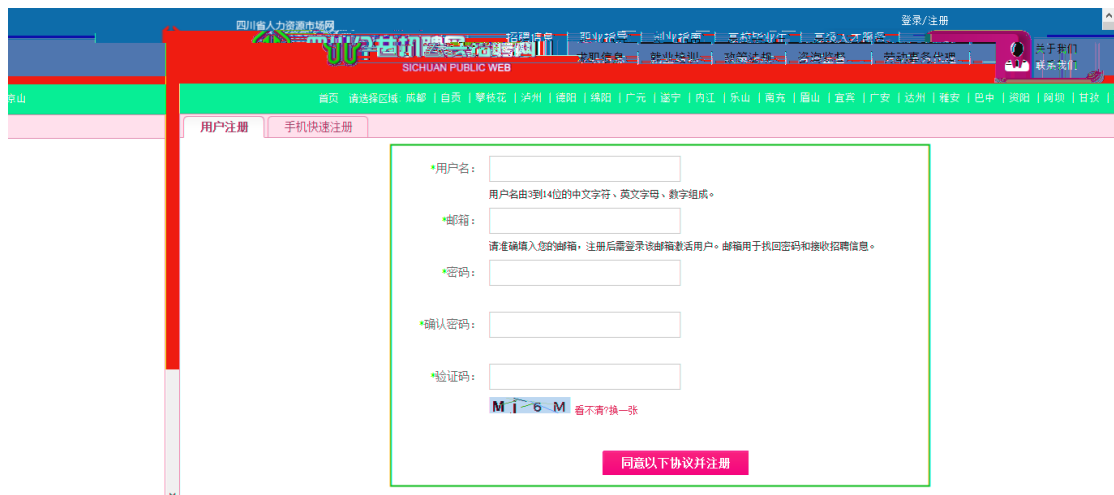 登录/注册
四川省人力资源市场网
SICHUAN PUBLIC WEB
关于我们
联系我们
凉山
首页 请选择区域: 成都 | 自贡 | 攀枝花 | 泸州 | 德阳 | 绵阳 | 广元 | 遂宁 | 内江 | 乐山 | 南充 | 眉山 | 宜宾 | 广安 | 达州 | 雅安 | 巴中 | 资阳 | 阿坝 | 甘孜 |
用户注册 手机快速注册
*用户名:
用户名由3到14位的中文字符、英文字母、数字组成。
*邮箱:
请准确填入您的邮箱,注册后需登录该邮箱激活用户。邮箱用于找回密码和接收招聘信息。
*密码:
*确认密码:
*验证码:
M i 6 M 看不清?换一张
同意以下协议并注册